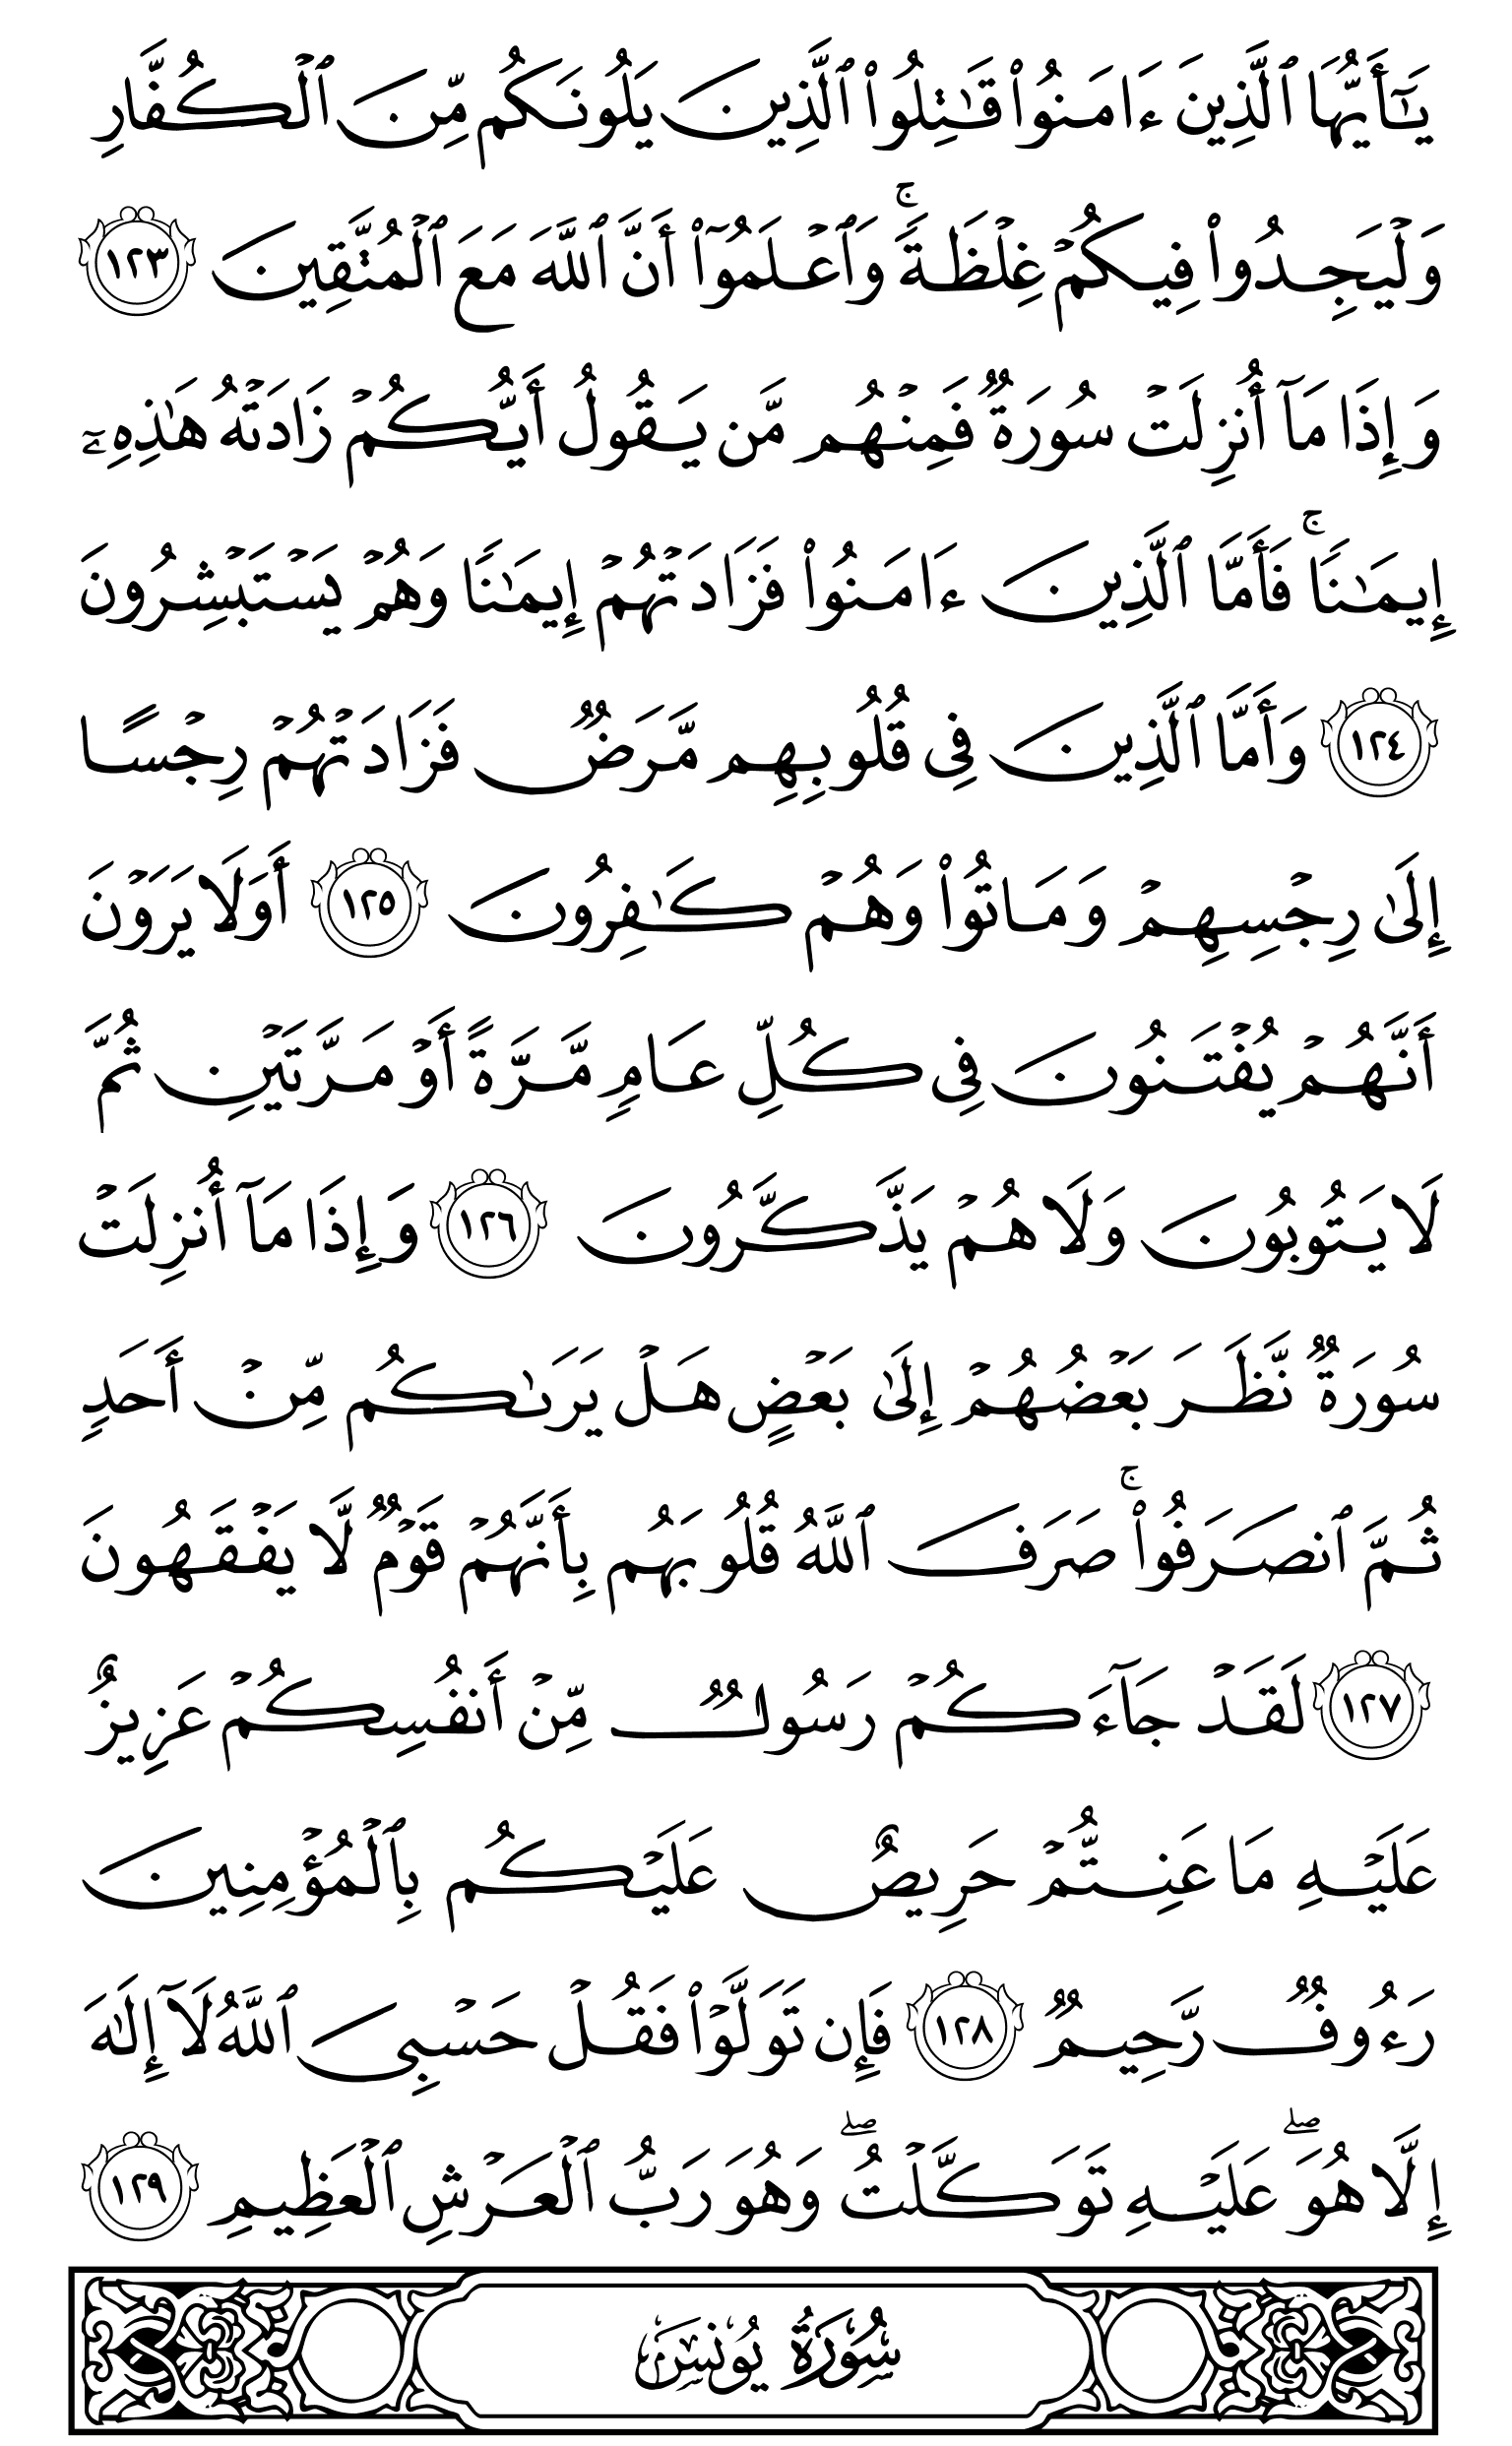 يَـٰٓأَيُّهَا ٱلَّذِينَ ءَامَنُوا۟ قَـٰتِلُوا۟ ٱلَّذِينَ يَلُونَكُم مِّنَ ٱلْكُفَّارِ
وَلْيَجِدُوا۟ فِيكُمْ غِلْظَةً ۚ وَٱعْلَمُوٓا۟ أَنَّ ٱللَّهَ مَعَ ٱلْمُتَّقِينَ ١٢٣
وَإِذَا مَآ أُنزِلَتْ سُورَةٌ فَمِنْهُم مَّن يَقُولُ أَيُّكُمْ زَادَتْهُ هَـٰذِهِۦٓ
إِيمَـٰنًا ۚ فَأَمَّا ٱلَّذِينَ ءَامَنُوا۟ فَزَادَتْهُمْ إِيمَـٰنًا وَهُمْ يَسْتَبْشِرُونَ
١٢٤ وَأَمَّا ٱلَّذِينَ فِى قُلُوبِهِم مَّرَضٌ فَزَادَتْهُمْ رِجْسًا
إِلَىٰ رِجْسِهِمْ وَمَاتُوا۟ وَهُمْ كَـٰفِرُونَ ١٢٥ أَوَلَا يَرَوْنَ
أَنَّهُمْ يُفْتَنُونَ فِى كُلِّ عَامٍ مَّرَّةً أَوْ مَرَّتَيْنِ ثُمَّ
لَا يَتُوبُونَ وَلَا هُمْ يَذَّكَّرُونَ ١٢٦ وَإِذَا مَآ أُنزِلَتْ
سُورَةٌ نَّظَرَ بَعْضُهُمْ إِلَىٰ بَعْضٍ هَلْ يَرَىٰكُم مِّنْ أَحَدٍ
ثُمَّ ٱنصَرَفُوا۟ ۚ صَرَفَ ٱللَّهُ قُلُوبَهُم بِأَنَّهُمْ قَوْمٌ لَّا يَفْقَهُونَ
١٢٧ لَقَدْ جَآءَكُمْ رَسُولٌ مِّنْ أَنفُسِكُمْ عَزِيزٌ
عَلَيْهِ مَا عَنِتُّمْ حَرِيصٌ عَلَيْكُم بِٱلْمُؤْمِنِينَ
رَءُوفٌ رَّحِيمٌ ١٢٨ فَإِن تَوَلَّوْا۟ فَقُلْ حَسْبِىَ ٱللَّهُ لَآ إِلَـٰهَ
إِلَّا هُوَ ۖ عَلَيْهِ تَوَكَّلْتُ ۖ وَهُوَ رَبُّ ٱلْعَرْشِ ٱلْعَظِيمِ ١٢٩
سُورَةُ يُونُسَ